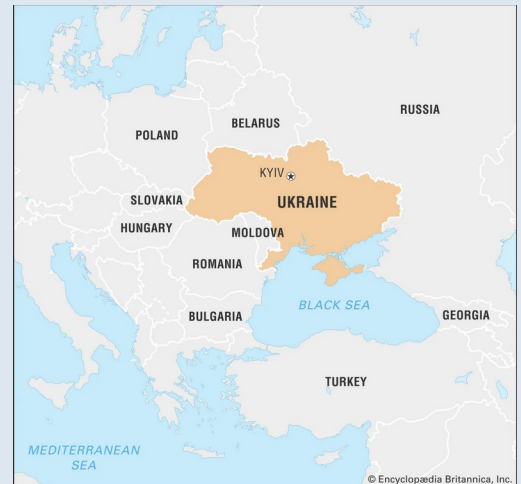 RUSSIA
BELARUS
POLAND
KYIV
SLOVAKIA
UKRAINE
HUNGARY
MOLDOVA
ROMANIA
BLACK SEA
BULGARIA
GEORGIA
TURKEY
MEDITERRANEAN
SEA
© Encyclopædia Britannica, Inc.